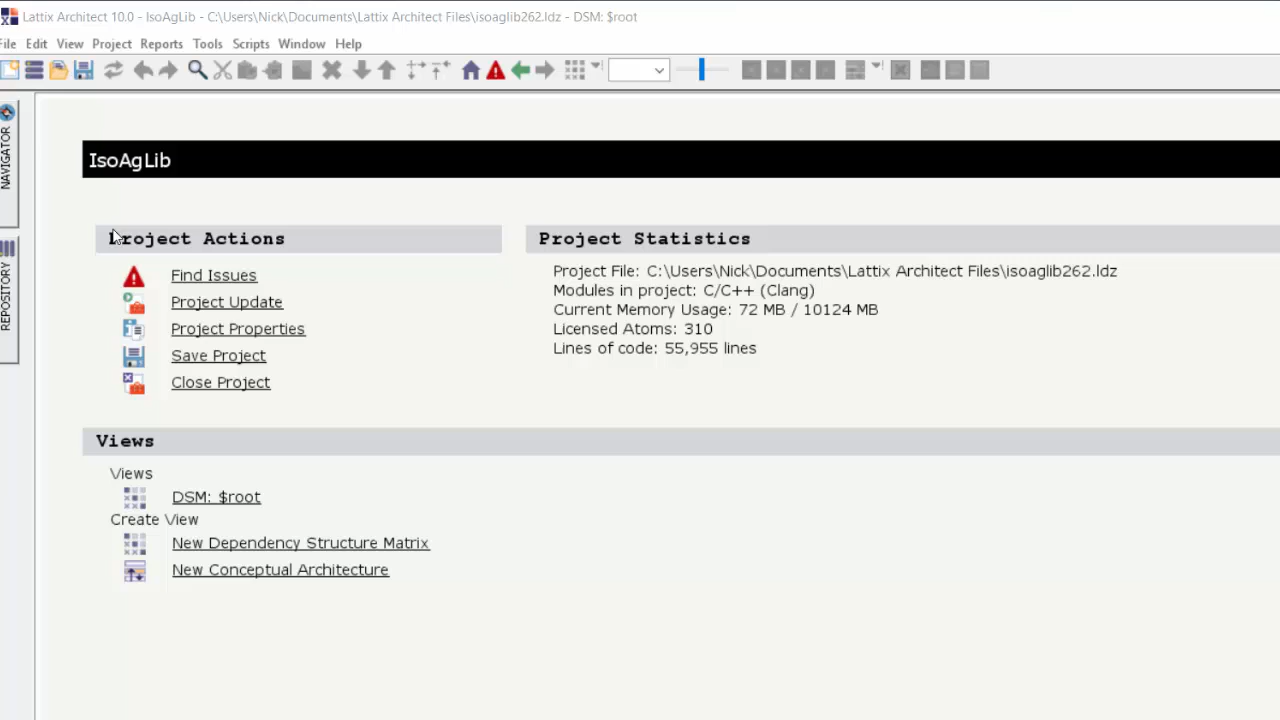 Lattix Architect 10.0 - IsoAgLib - C:\Users\Nick\Documents\Lattix Architect Files\isoaglib262.ldz - DSM: $root
File Edit View Project Reports Tools Scripts Window Help
NAVIGATOR
REPOSITORY
IsoAgLib
Project Actions
Find Issues
Project Update
Project Properties
Save Project
Close Project
Project Statistics
Project File: C:\Users\Nick\Documents\Lattix Architect Files\isoaglib262.ldz
Modules in project: C/C++ (Clang)
Current Memory Usage: 72 MB / 10124 MB
Licensed Atoms: 310
Lines of code: 55,955 lines
Views
Views
DSM: $root
Create View
New Dependency Structure Matrix
New Conceptual Architecture